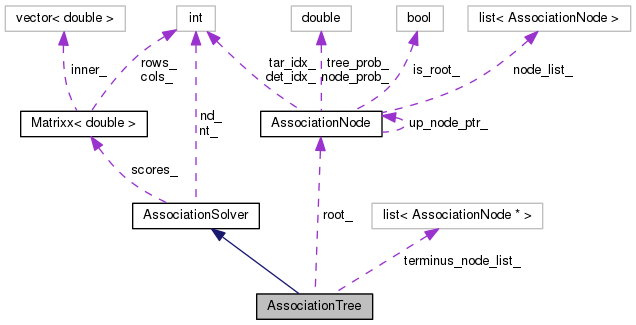 vector< double >
int
double
bool
list< AssociationNode >
inner_
rows_
cols_
tar_idx_
det_idx_
tree_prob_
node_prob_
is_root_
node_list_
Matrixx< double >
nd_
nt_
AssociationNode
up_node_ptr_
scores_
AssociationSolver
root_
list< AssociationNode * >
terminus_node_list_
AssociationTree